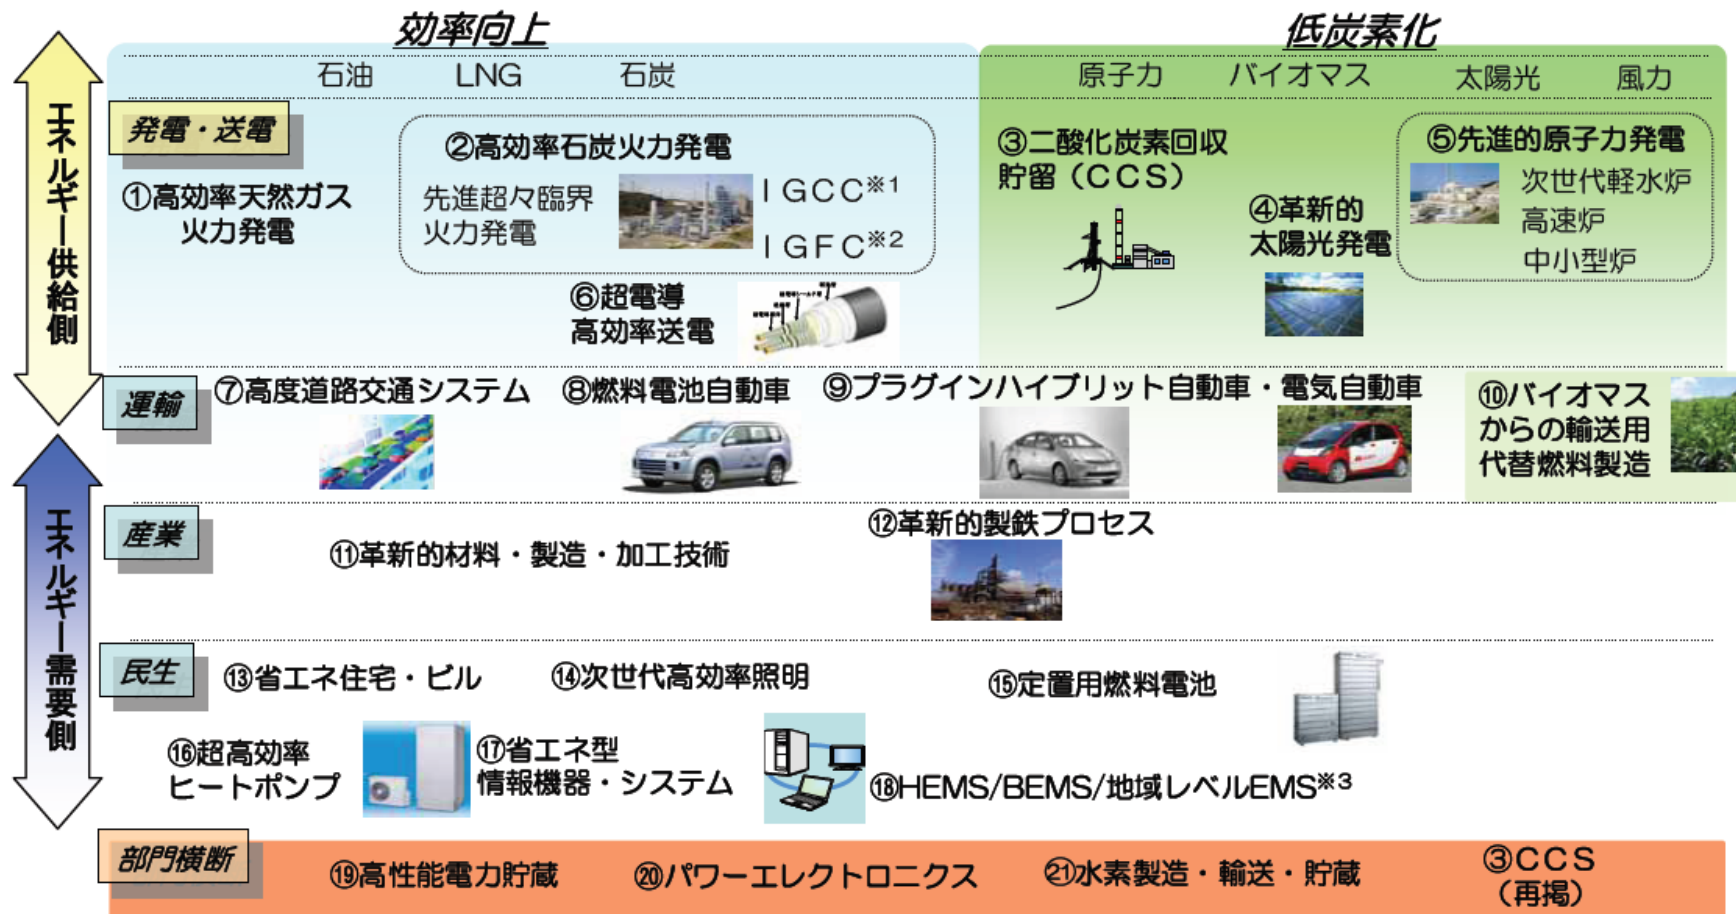 効率向上
低炭素化
石油 LNG 石炭
原子力 バイオマス 太陽光 風力
エネルギー供給側
発電・送電
①高効率天然ガス
火力発電
②高効率石炭火力発電
先進超々臨界
火力発電
IGCC※1
IGFC※2
③二酸化炭素回収
貯留（CCS）
④革新的
太陽光発電
⑤先進的原子力発電
次世代軽水炉
高速炉
中小型炉
⑥超電導
高効率送電
運輸
⑦高度道路交通システム
⑧燃料電池自動車
⑨プラグインハイブリット自動車・電気自動車
⑩バイオマス
からの輸送用
代替燃料製造
エネルギー需要側
産業
⑪革新的材料・製造・加工技術
⑫革新的製鉄プロセス
民生
⑬省エネ住宅・ビル
⑭次世代高効率照明
⑮定置用燃料電池
⑯超高効率
ヒートポンプ
⑰省エネ型
情報機器・システム
⑱HEMS/BEMS/地域レベルEMS※3
部門横断
⑲高性能電力貯蔵
⑳パワーエレクトロニクス
㉑水素製造・輸送・貯蔵
③CCS
（再掲）